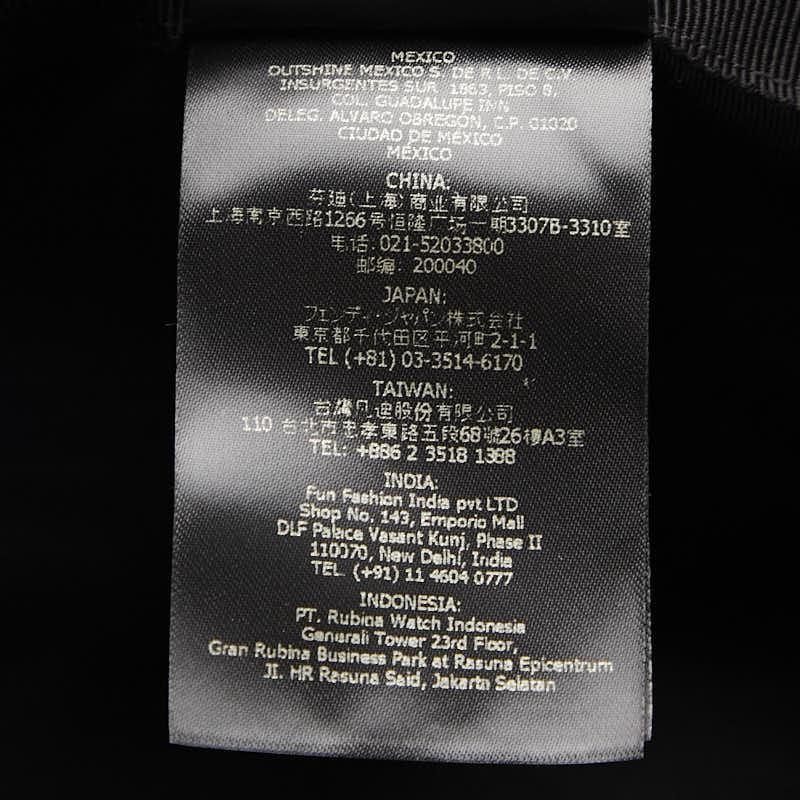 MEXICO
OUTSHINE MEXICO S. DE R.L. DE C.V.
INSURGENTES SUR 1863, PISO 8,
COL. GUADALUPE INN
DELEG. ALVARO OBREGÓN, C.P. 01020
CIUDAD DE MÉXICO
MÉXICO
CHINA:
芬迪(上海)商业有限公司
上海南京西路1266号恒隆广场一期3307B-3310室
电话: 021-52033800
邮编: 200040
JAPAN:
フェンディ・ジャパン株式会社
東京都千代田区平河町2-1-1
TEL (+81) 03-3514-6170
TAIWAN:
台灣凡迪股份有限公司
110 台北市忠孝東路五段68號26樓A3室
TEL: +886 2 3518 1388
INDIA:
Fun Fashion India pvt LTD
Shop No. 143, Emporio Mall
DLF Palace Vasant Kunj, Phase II
110070, New Delhi, India
TEL (+91) 11 4604 0777
INDONESIA:
PT. Rubina Watch Indonesia
Generali Tower 23rd Floor,
Gran Rubina Business Park at Rasuna Epicentrum
JI. HR Rasuna Said, Jakarta Selatan